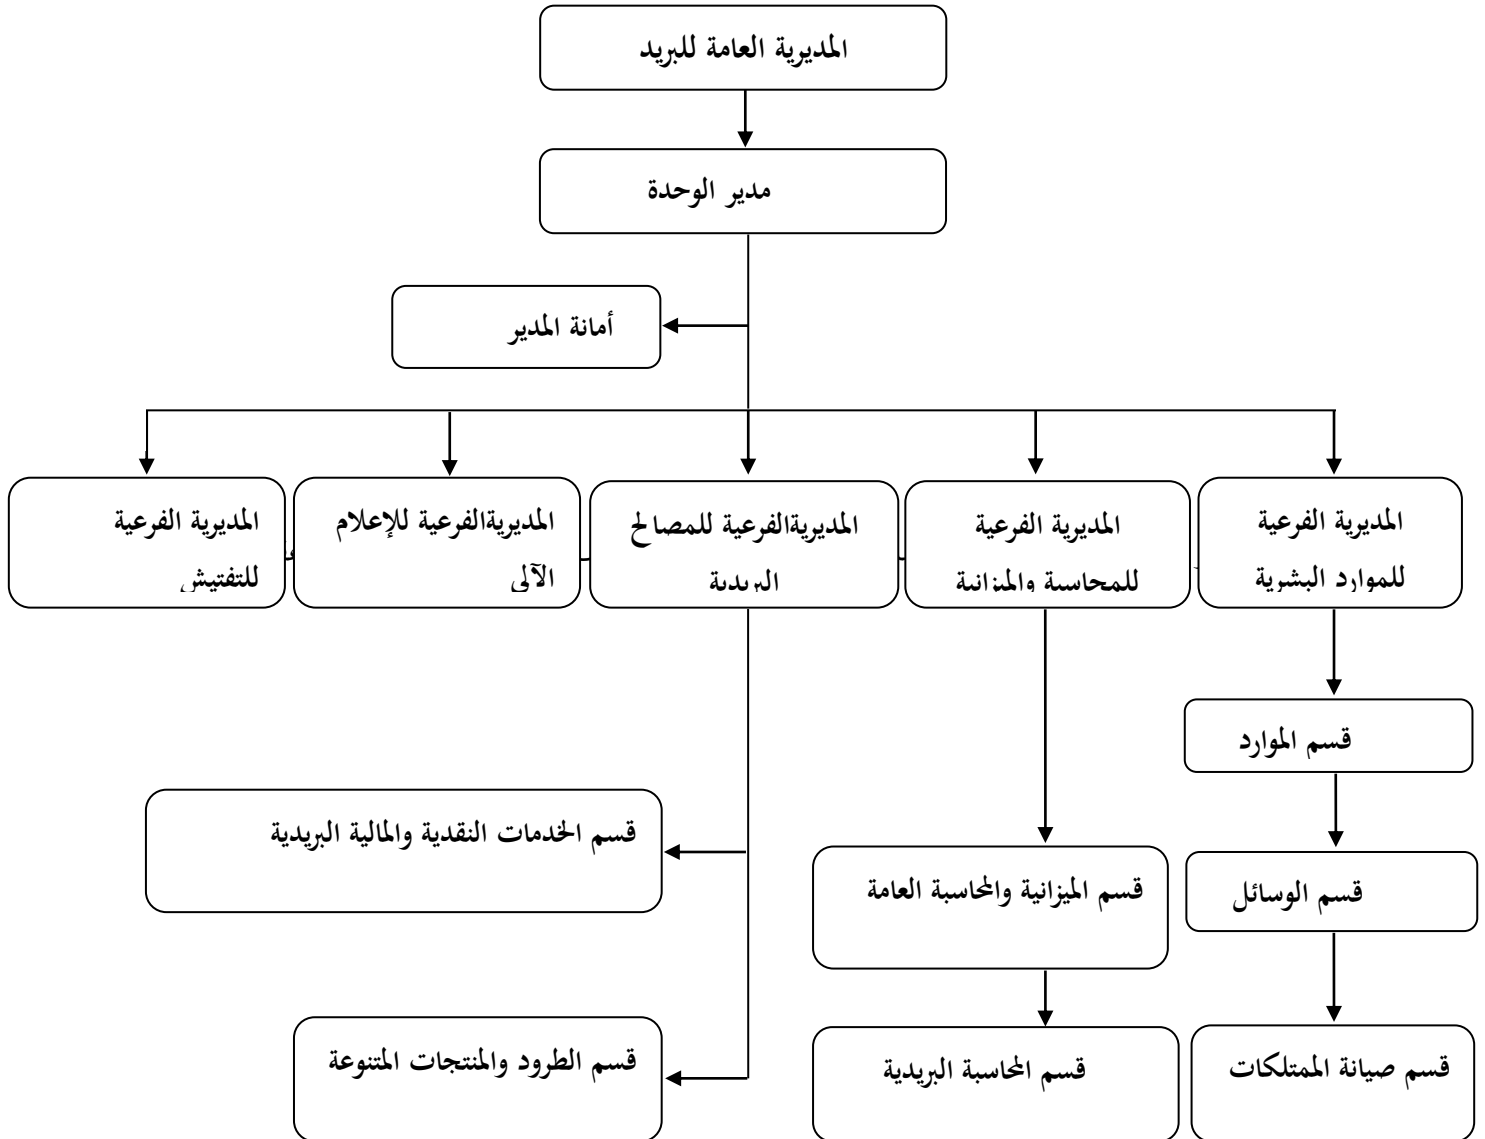 المديرية العامة للبريد
مدير الوحدة
أمانة المدير
المديرية الفرعية
للموارد البشرية
المديرية الفرعية
للمحاسبة والميزانية
المديريةالفرعية للمصالح
البريدية
المديريةالفرعية للإعلام
الآلي
المديرية الفرعية
للتفتيش
قسم الموارد
قسم الوسائل
قسم صيانة الممتلكات
قسم الميزانية والمحاسبة العامة
قسم المحاسبة البريدية
قسم الخدمات النقدية والمالية البريدية
قسم الطرود والمنتجات المتنوعة